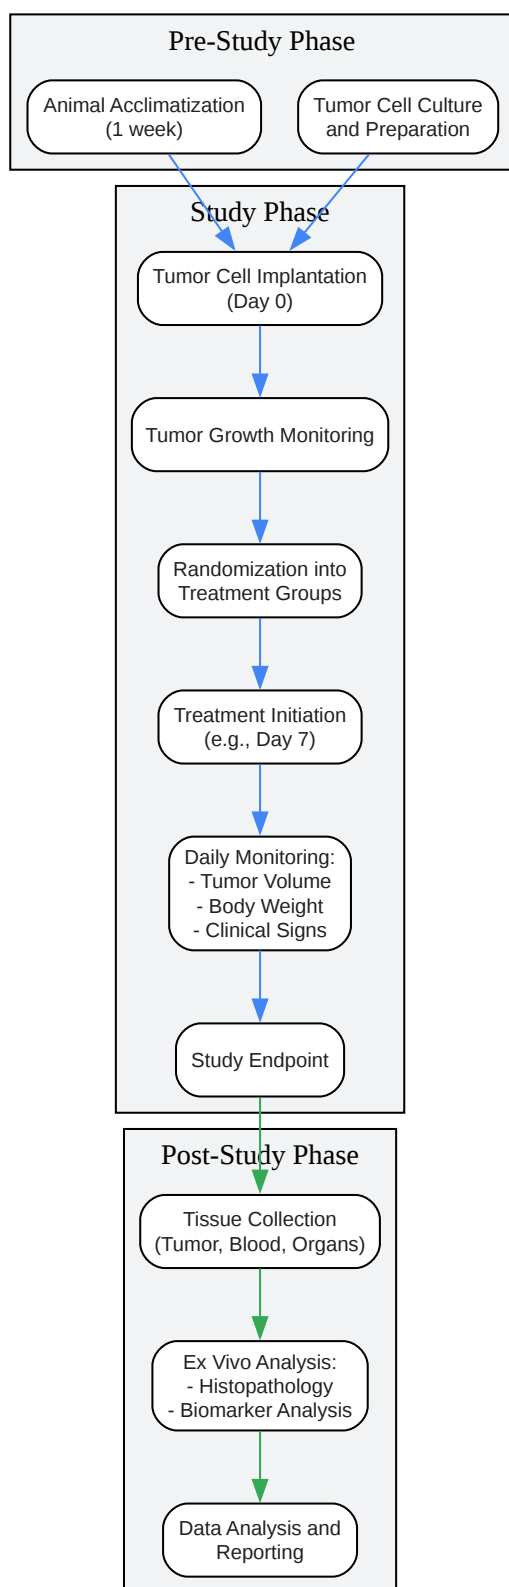 Pre-Study Phase
Animal Acclimatization
(1 week)
Tumor Cell Culture
and Preparation
Study Phase
Tumor Cell Implantation
(Day 0)
Tumor Growth Monitoring
Randomization into
Treatment Groups
Treatment Initiation
(e.g., Day 7)
Daily Monitoring:
- Tumor Volume
- Body Weight
- Clinical Signs
Study Endpoint
Post-Study Phase
Tissue Collection
(Tumor, Blood, Organs)
Ex Vivo Analysis:
- Histopathology
- Biomarker Analysis
Data Analysis and
Reporting